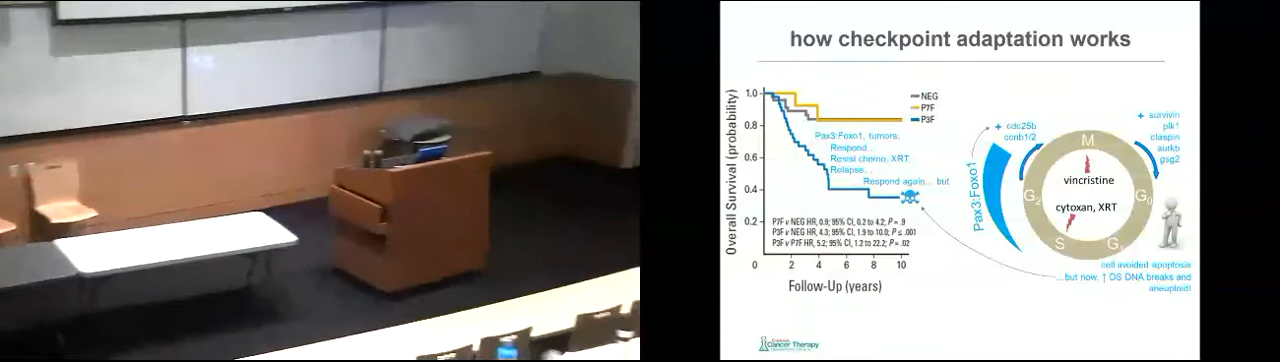 how checkpoint adaptation works
Overall Survival (probability)
1.0
0.8
0.6
0.4
0.2
0
2
4
6
8
10
Follow-Up (years)
NEG
P7F
P3F
Pax3:Foxo1, tumors.
Respond...
Resist chemo, XRT
Relapse...
Respond again... but
P7F v NEG HR, 0.9; 95% CI, 0.2 to 4.2; P = .9
P3F v NEG HR, 4.3; 95% CI, 1.9 to 10.0; P ≤ .001
P3F v P7F HR, 5.2; 95% CI, 1.2 to 22.2; P = .02
Pax3:Foxo1
+ cdc25b
ccnb1/2
+ survivin
plk1
claspin
aurkb
gsg2
M
G2
G0
S
G1
vincristine
cytoxan, XRT
cell avoided apoptosis
...but now, ↑ DS DNA breaks and
aneuploid!
Cancer Therapy